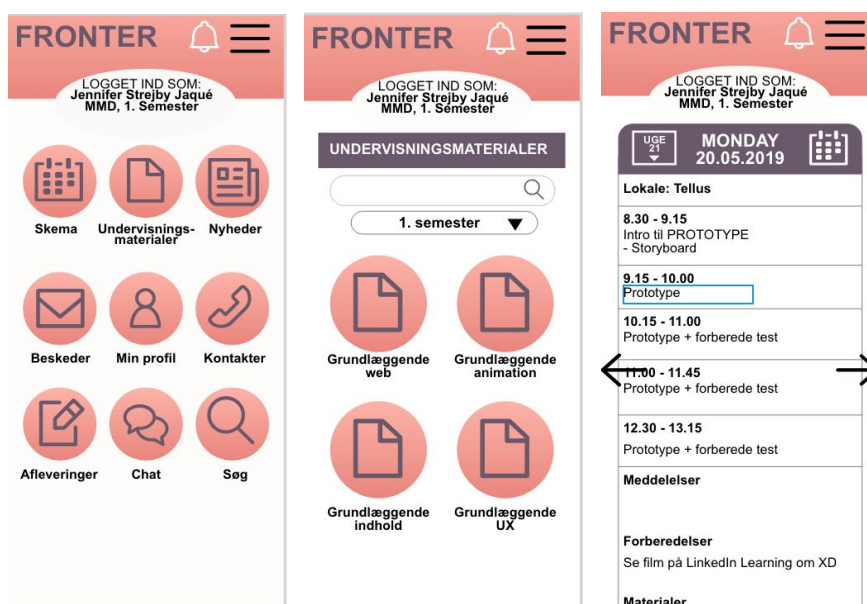 FRONTER
LOGGET IND SOM:
Jennifer Strejby Jaqué
MMD, 1. Semester
Skema
Undervisnings-
materialer
Nyheder
Beskeder
Min profil
Kontakter
Afleveringer
Chat
Søg
FRONTER
LOGGET IND SOM:
Jennifer Strejby Jaqué
MMD, 1. Semester
UNDERVISNINGSMATERIALER
1. semester
Grundlæggende
web
Grundlæggende
animation
Grundlæggende
indhold
Grundlæggende
UX
FRONTER
LOGGET IND SOM:
Jennifer Strejby Jaqué
MMD, 1. Semester
UGE
21
MONDAY
20.05.2019
Lokale: Tellus
8.30 - 9.15
Intro til PROTOTYPE
- Storyboard
9.15 - 10.00
Prototype
10.15 - 11.00
Prototype + forberede test
11.00 - 11.45
Prototype + forberede test
12.30 - 13.15
Prototype + forberede test
Meddelelser
Forberedelser
Se film på LinkedIn Learning om XD
Materialer